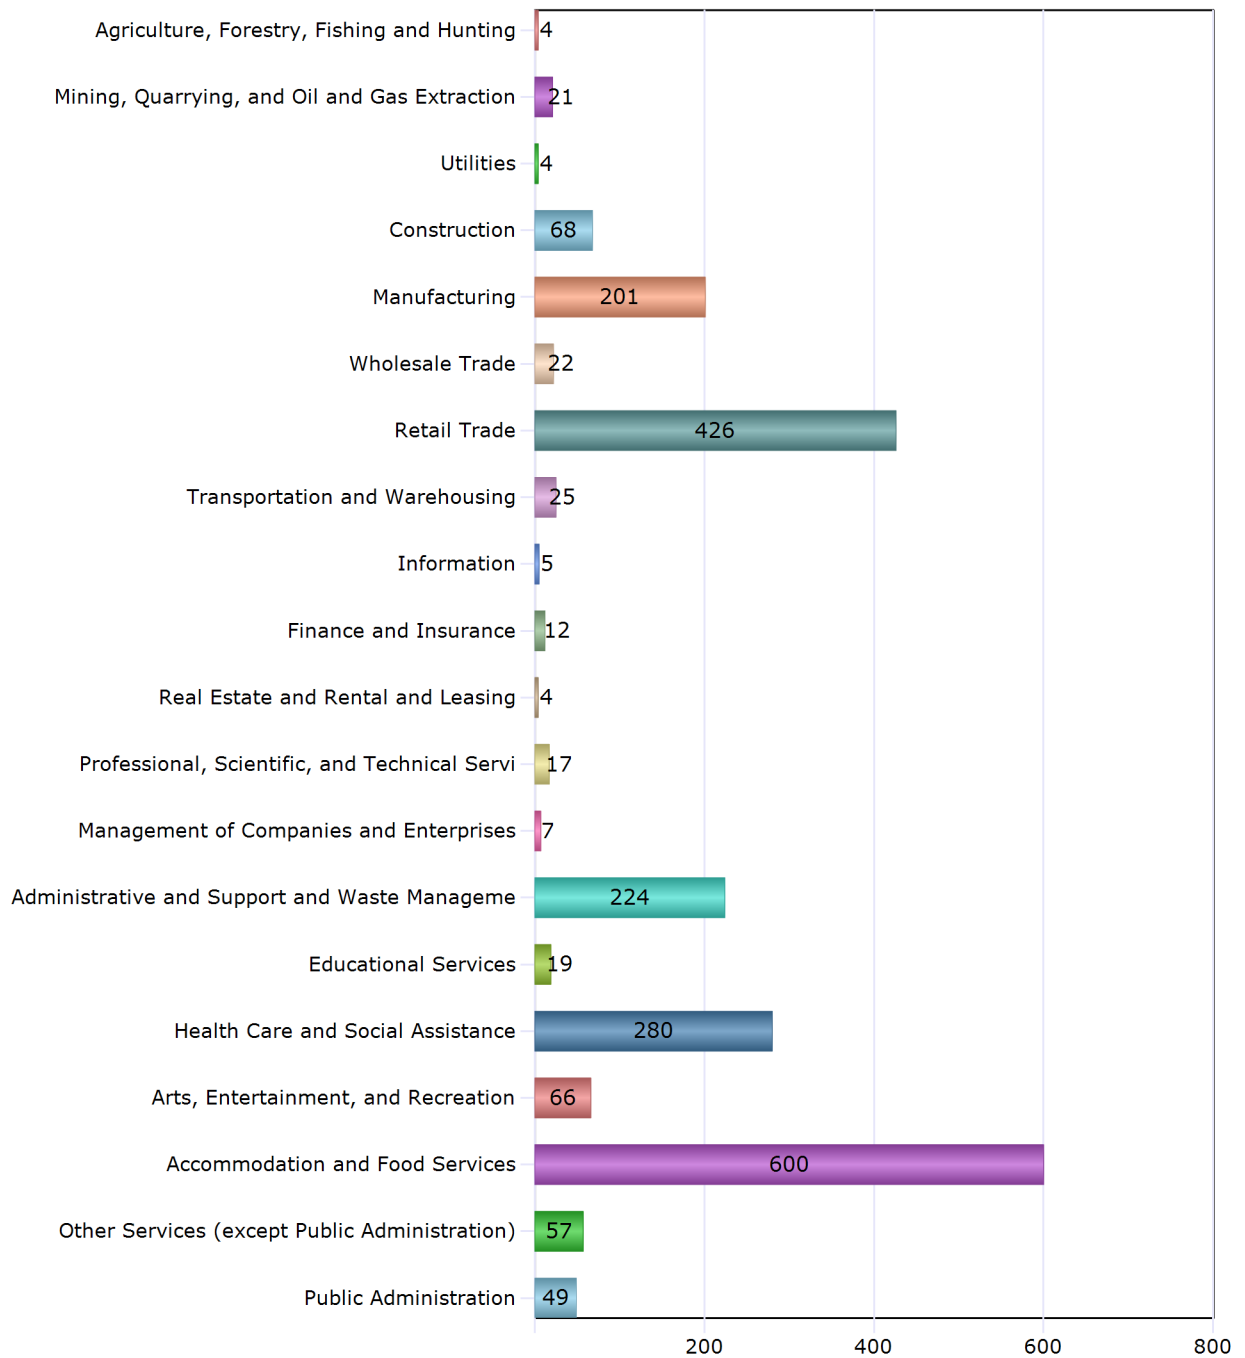 Agriculture, Forestry, Fishing and Hunting 4
Mining, Quarrying, and Oil and Gas Extraction 21
Utilities 4
Construction 68
Manufacturing 201
Wholesale Trade 22
Retail Trade 426
Transportation and Warehousing 25
Information 5
Finance and Insurance 12
Real Estate and Rental and Leasing 4
Professional, Scientific, and Technical Servi 17
Management of Companies and Enterprises 7
Administrative and Support and Waste Manageme 224
Educational Services 19
Health Care and Social Assistance 280
Arts, Entertainment, and Recreation 66
Accommodation and Food Services 600
Other Services (except Public Administration) 57
Public Administration 49
200 400 600 800